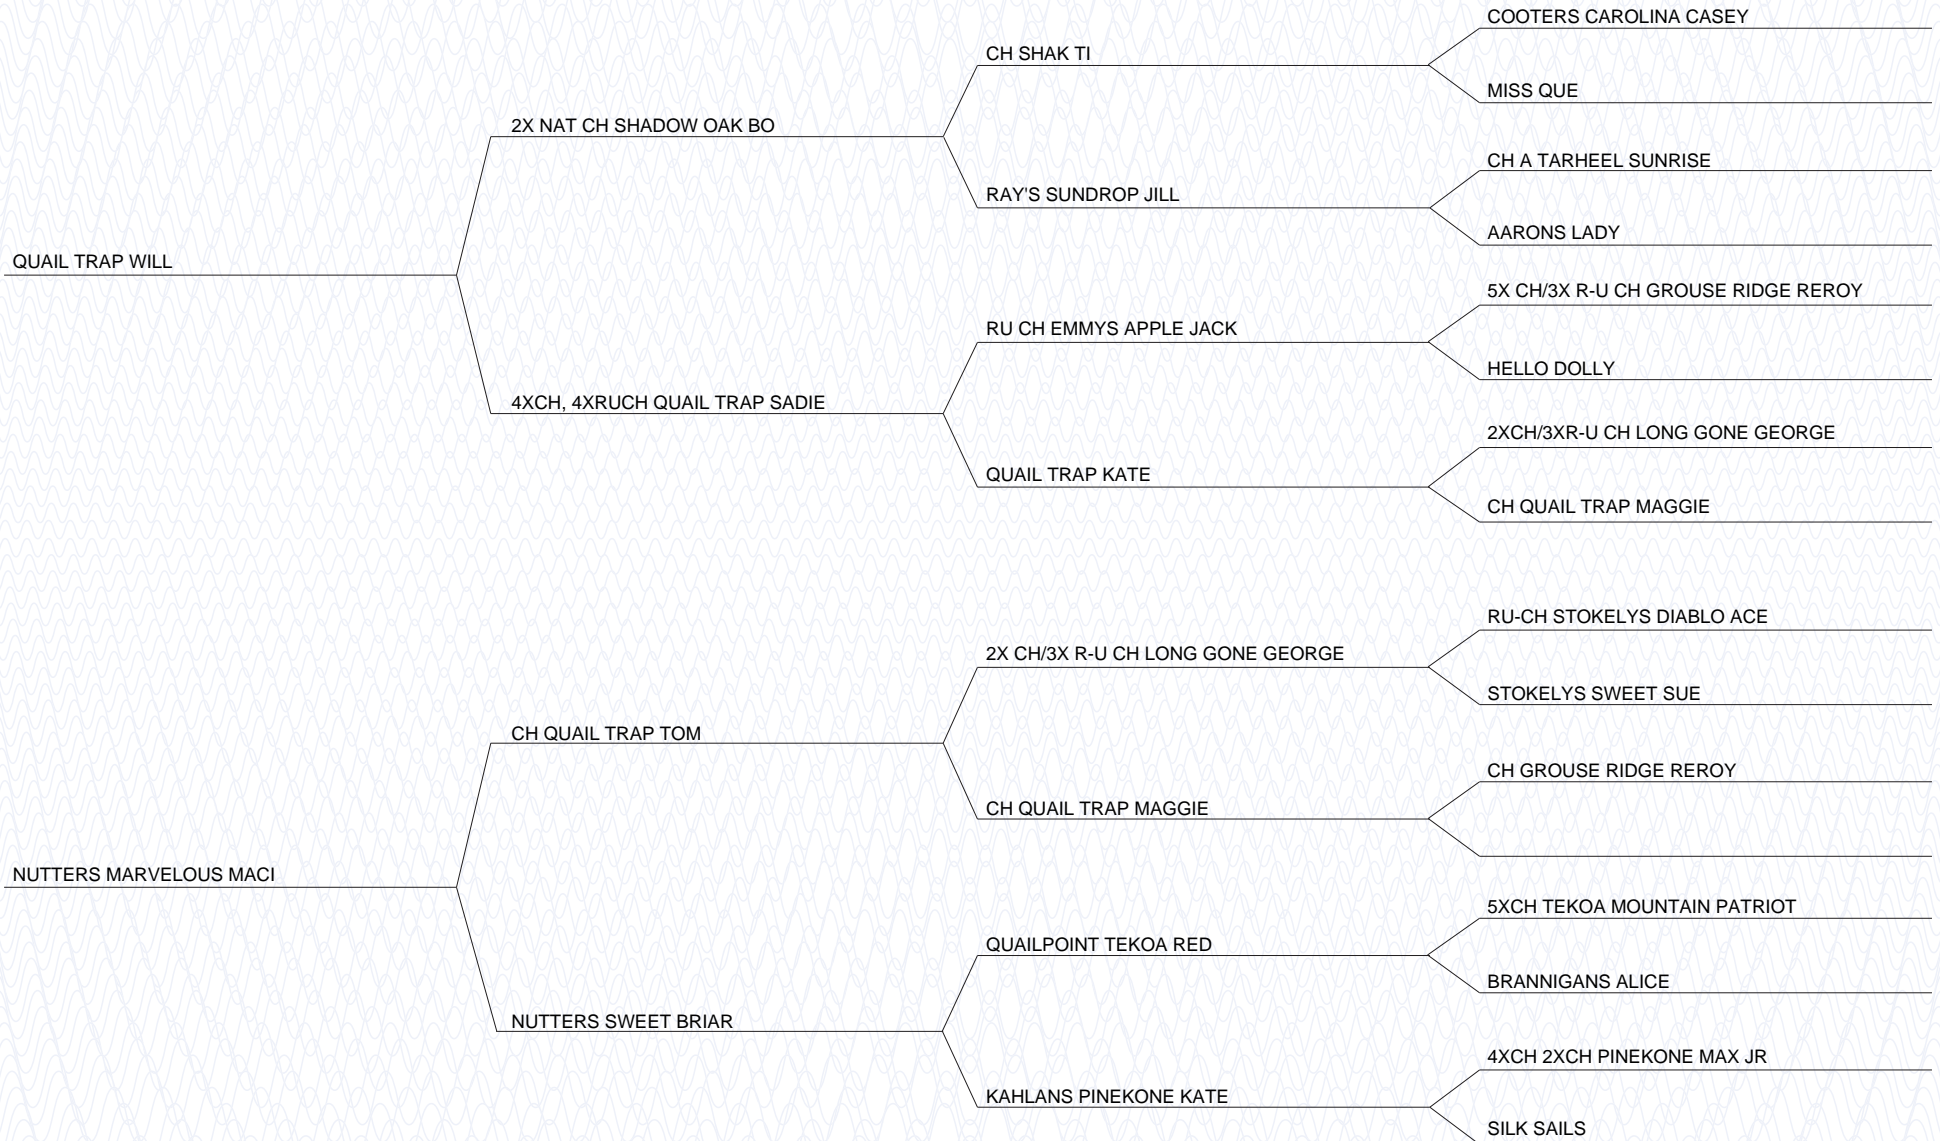 COOTERS CAROLINA CASEY
CH SHAK TI
MISS QUE
2X NAT CH SHADOW OAK BO
CH A TARHEEL SUNRISE
RAY'S SUNDROP JILL
AARONS LADY
QUAIL TRAP WILL
5X CH/3X R-U CH GROUSE RIDGE REROY
RU CH EMMYS APPLE JACK
HELLO DOLLY
4XCH, 4XRUCH QUAIL TRAP SADIE
2XCH/3XR-U CH LONG GONE GEORGE
QUAIL TRAP KATE
CH QUAIL TRAP MAGGIE
RU-CH STOKELYS DIABLO ACE
2X CH/3X R-U CH LONG GONE GEORGE
STOKELYS SWEET SUE
CH QUAIL TRAP TOM
CH GROUSE RIDGE REROY
CH QUAIL TRAP MAGGIE
NUTTERS MARVELOUS MACI
5XCH TEKOA MOUNTAIN PATRIOT
QUAILPOINT TEKOA RED
BRANNIGANS ALICE
NUTTERS SWEET BRIAR
4XCH 2XCH PINEKONE MAX JR
KAHLANS PINEKONE KATE
SILK SAILS